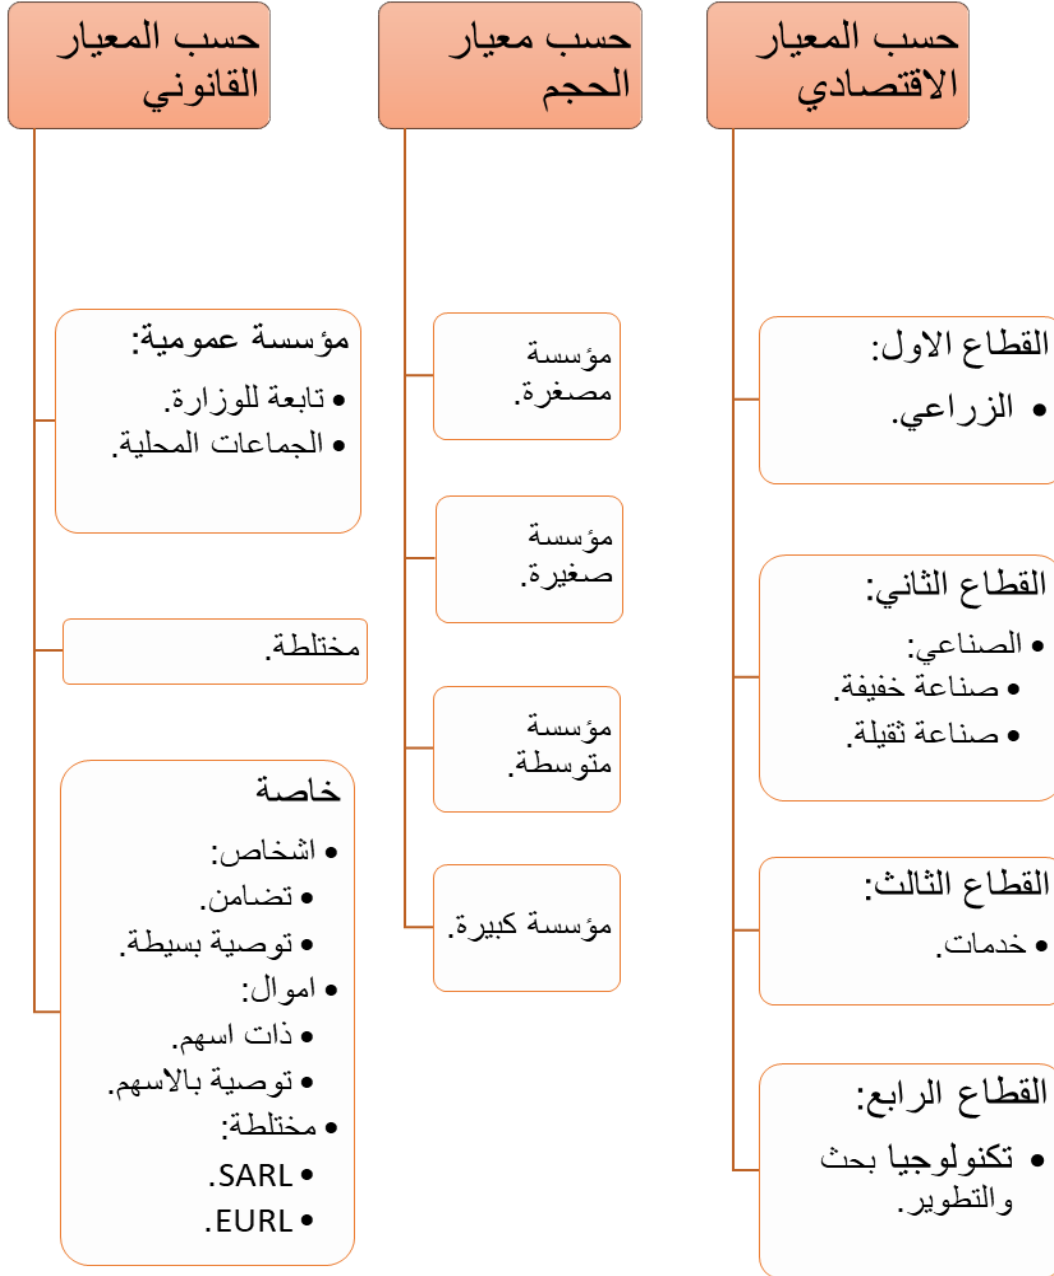 حسب المعيار
الاقتصادي
القطاع الاول:
• الزراعي.
القطاع الثاني:
• الصناعي:
• صناعة خفيفة.
• صناعة ثقيلة.
القطاع الثالث:
• خدمات.
القطاع الرابع:
• تكنولوجيا بحث
والتطوير.
حسب معيار
الحجم
مؤسسة
مصغرة.
مؤسسة
صغيرة.
مؤسسة
متوسطة.
مؤسسة كبيرة.
حسب المعيار
القانوني
مؤسسة عمومية:
• تابعة للوزارة.
• الجماعات المحلية.
مختلطة.
خاصة
• اشخاص:
• تضامن.
• توصية بسيطة.
• اموال:
• ذات اسهم.
• توصية بالاسهم.
• مختلطة:
• SARL.
• EURL.